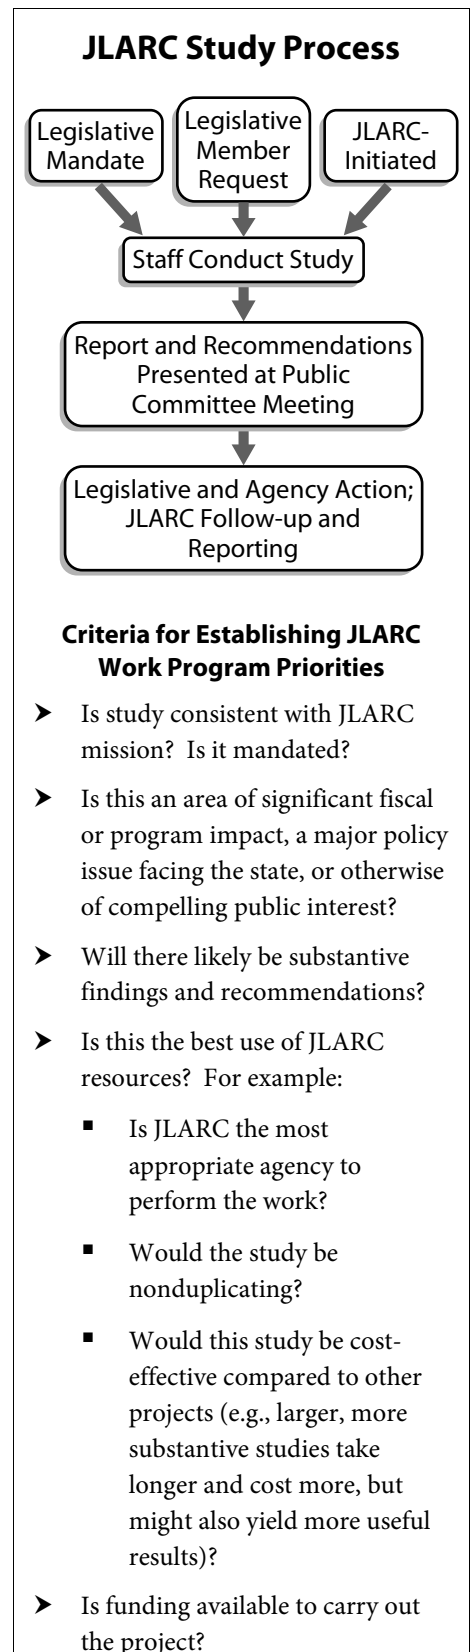 JLARC Study Process
Legislative
Mandate
Legislative
Member
Request
JLARC-
Initiated
Staff Conduct Study
Report and Recommendations
Presented at Public
Committee Meeting
Legislative and Agency Action;
JLARC Follow-up and
Reporting
Criteria for Establishing JLARC
Work Program Priorities
➤ Is study consistent with JLARC
mission?  Is it mandated?
➤ Is this an area of significant fiscal
or program impact, a major policy
issue facing the state, or otherwise
of compelling public interest?
➤ Will there likely be substantive
findings and recommendations?
➤ Is this the best use of JLARC
resources?  For example:
▪ Is JLARC the most
appropriate agency to
perform the work?
▪ Would the study be
nonduplicating?
▪ Would this study be cost-
effective compared to other
projects (e.g., larger, more
substantive studies take
longer and cost more, but
might also yield more useful
results)?
➤ Is funding available to carry out
the project?